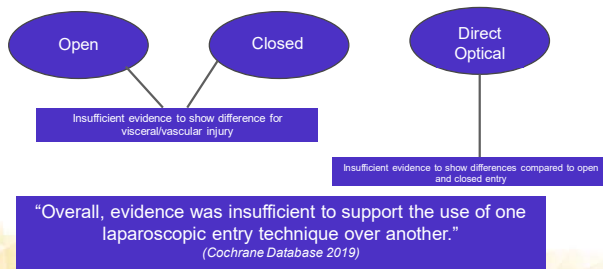 Open
Closed
Direct
Optical
Insufficient evidence to show difference for
visceral/vascular injury
Insufficient evidence to show differences compared to open
and closed entry
“Overall, evidence was insufficient to support the use of one
laparoscopic entry technique over another.”
(Cochrane Database 2019)